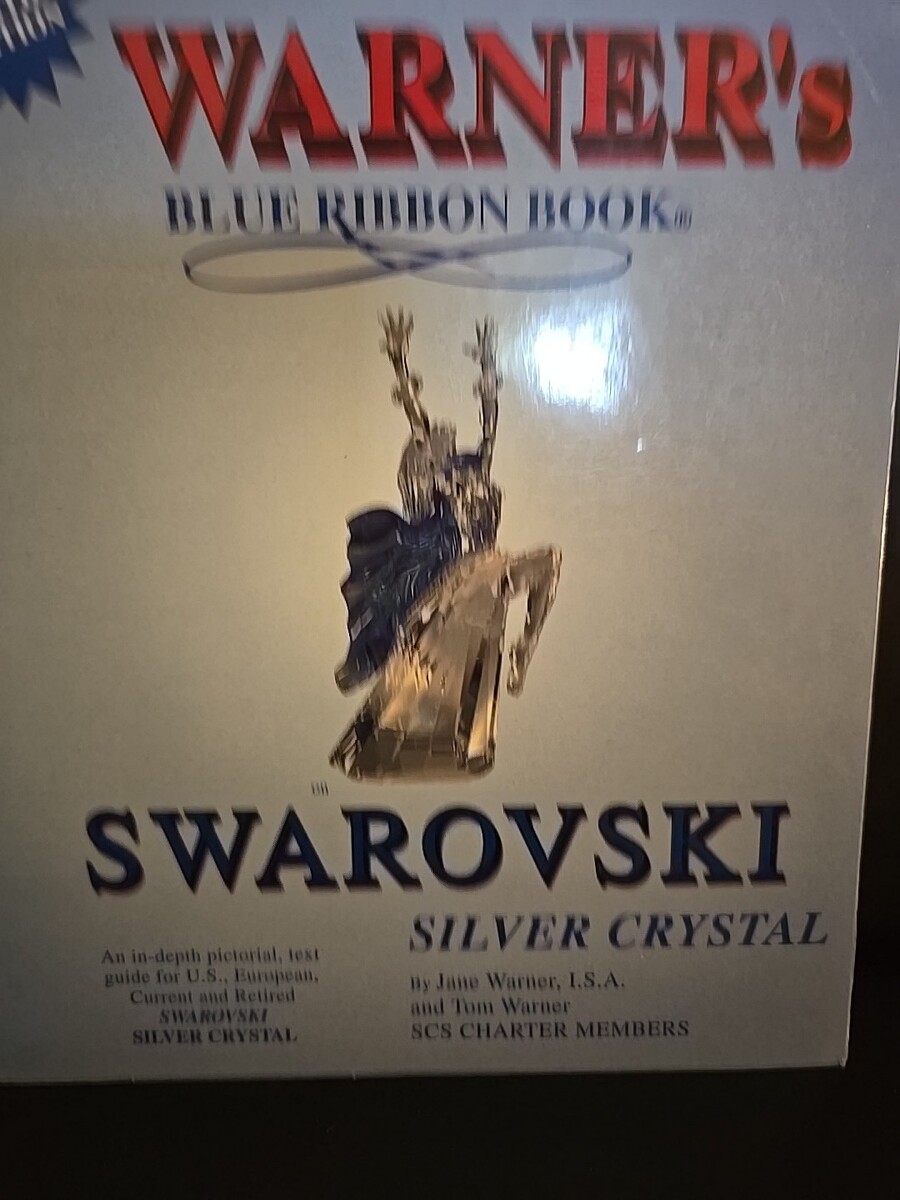 WARNER's
BLUE RIBBON BOOK®
SWAROVSKI
SILVER CRYSTAL
An in-depth pictorial, text
guide for U.S., European,
Current and Retired
SWAROVSKI
SILVER CRYSTAL
By Jane Warner, I.S.A.
and Tom Warner
SCS CHARTER MEMBERS